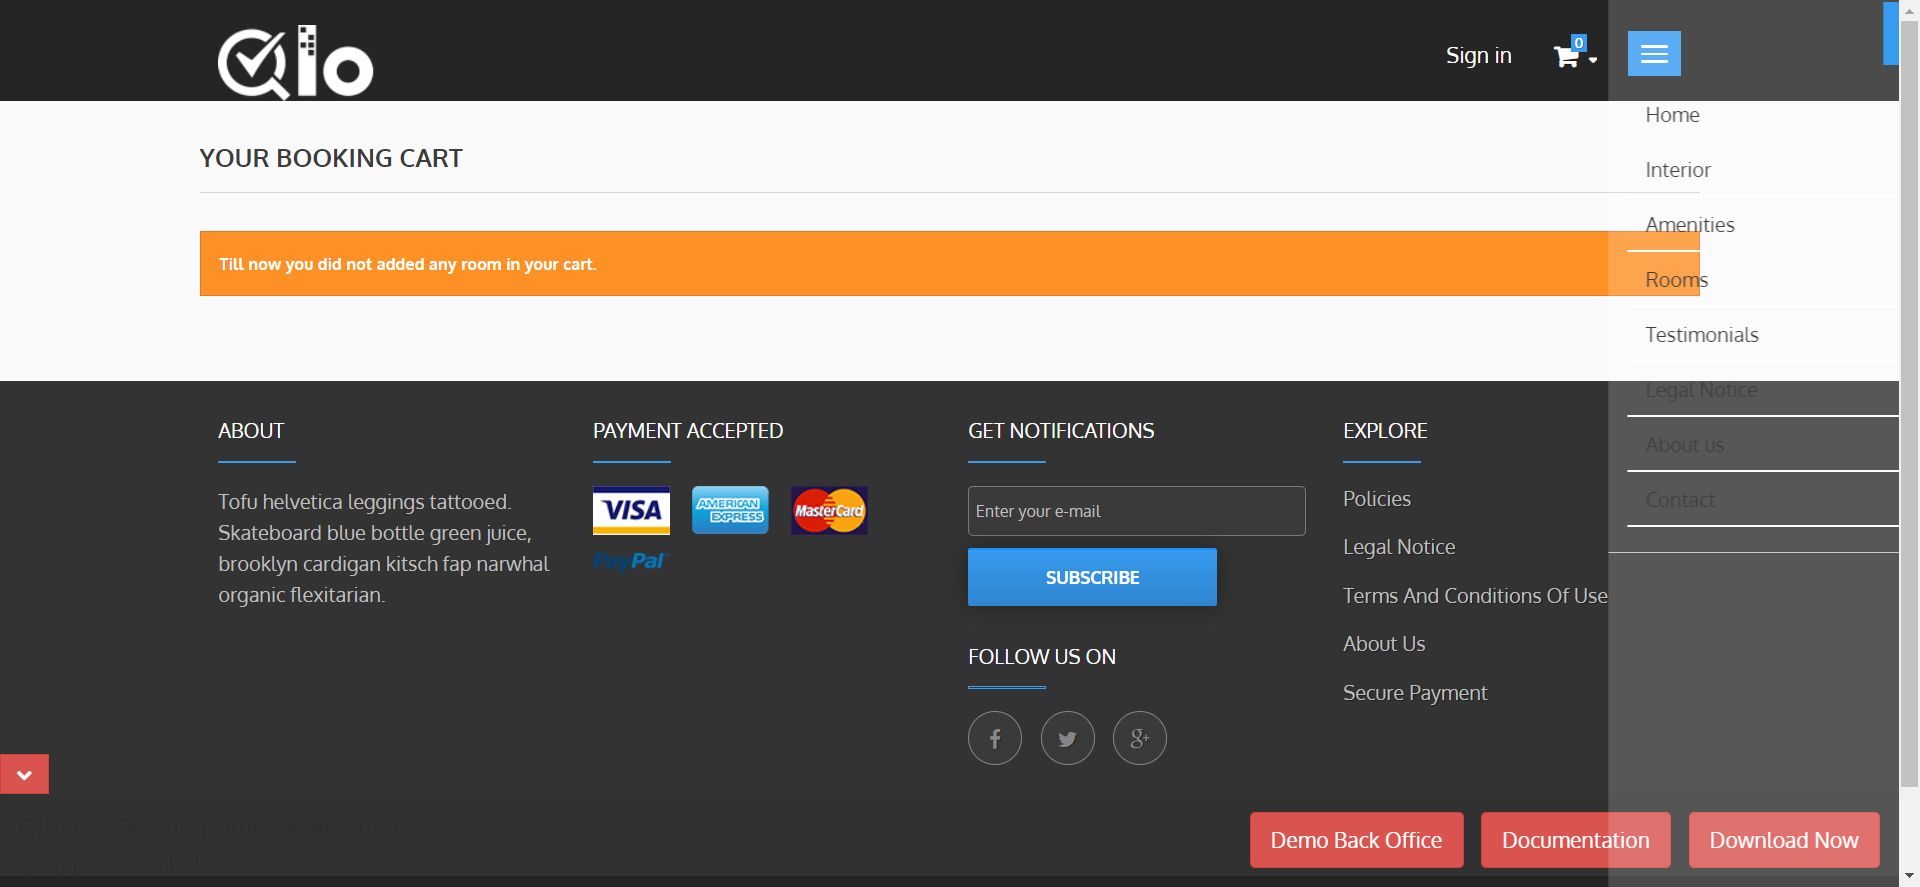 Qlo
Sign in
0
Home
Interior
Amenities
Rooms
Testimonials
Legal Notice
About us
Contact
YOUR BOOKING CART
Till now you did not added any room in your cart.
ABOUT
Tofu helvetica leggings tattooed.
Skateboard blue bottle green juice,
brooklyn cardigan kitsch fap narwhal
organic flexitarian.
PAYMENT ACCEPTED
VISA
AMERICAN
EXPRESS
MasterCard
PayPal
GET NOTIFICATIONS
Enter your e-mail
SUBSCRIBE
FOLLOW US ON
EXPLORE
Policies
Legal Notice
Terms And Conditions Of Use
About Us
Secure Payment
QloApps Bookings And Reservations
Demo Back Office
Documentation
Download Now